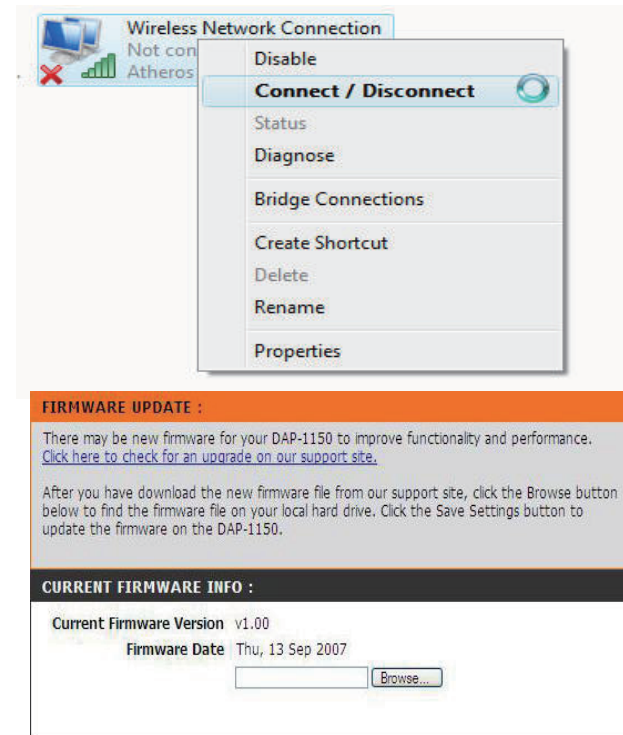 Wireless Network Connection
Not con
Atheros
Disable
Connect / Disconnect
Status
Diagnose
Bridge Connections
Create Shortcut
Delete
Rename
Properties
FIRMWARE UPDATE :
There may be new firmware for your DAP-1150 to improve functionality and performance.
Click here to check for an upgrade on our support site.
After you have download the new firmware file from our support site, click the Browse button
below to find the firmware file on your local hard drive. Click the Save Settings button to
update the firmware on the DAP-1150.
CURRENT FIRMWARE INFO :
Current Firmware Version v1.00
Firmware Date Thu, 13 Sep 2007
Browse...